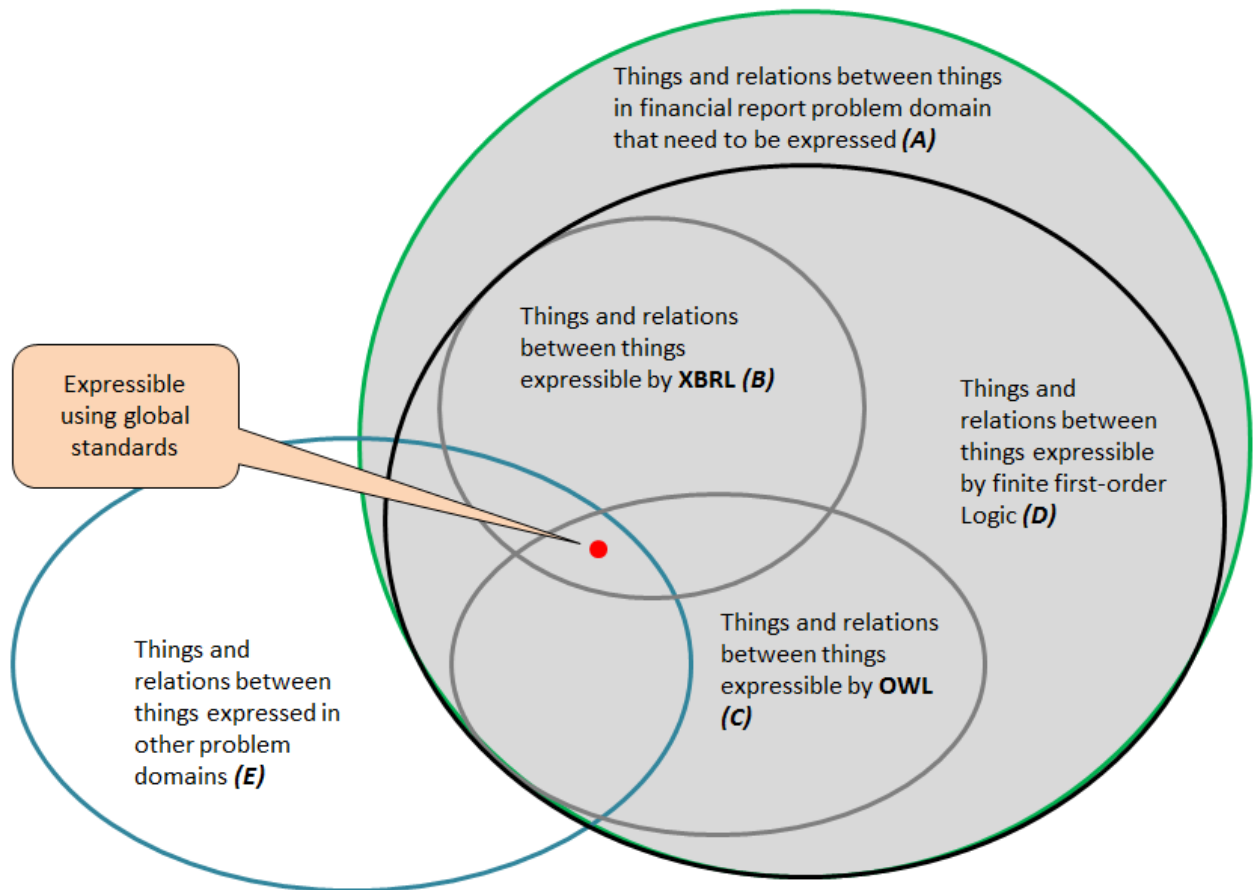 Things and relations between things
in financial report problem domain
that need to be expressed (A)
Things and relations
between things
expressible by XBRL (B)
Expressible
using global
standards
Things and
relations between
things expressible
by finite first-order
Logic (D)
Things and relations
between things
expressible by OWL
(C)
Things and
relations between
things expressed in
other problem
domains (E)